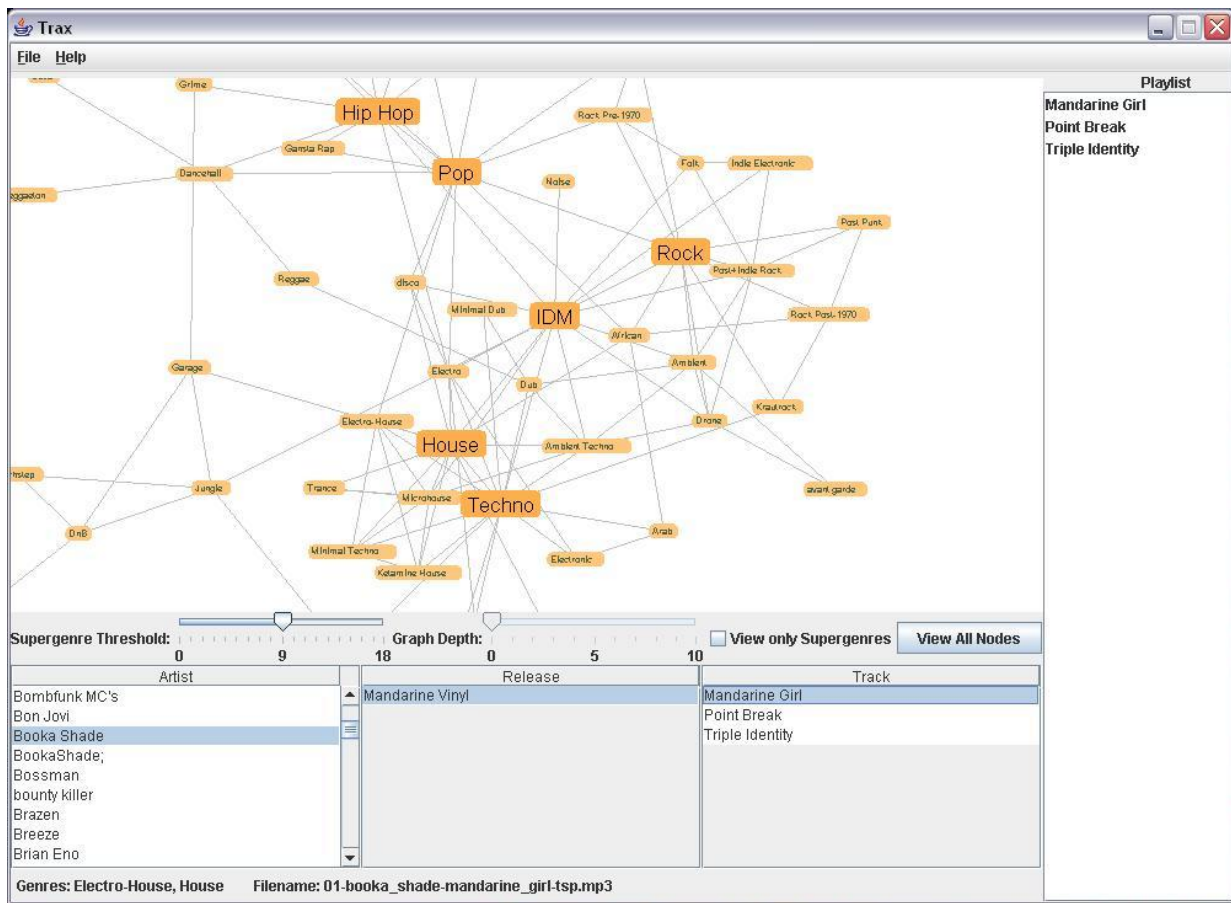 Trax
File Help
Grime
Hip Hop
Rock Pre-1970
Gansta Rap
Pop
Folk
Indie Electronic
Dancehall
Noise
Post Punk
Rock
Post+Indie Rock
Reggae
disco
Minimal Dub
IDM
Rock Post-1970
African
Garage
Electro
Ambient
Dub
Krautrock
Electro-House
Drone
House
Ambient Techno
Jungle
Trance
Microhouse
Techno
avant garde
DnB
Arab
Minimal Techno
Electronic
Ketamine House
Playlist
Mandarine Girl
Point Break
Triple Identity
Supergenre Threshold:
0 9 18
Graph Depth:
0 5 10
View only Supergenres
View All Nodes
Artist
Bombfunk MC's
Bon Jovi
Booka Shade
BookaShade;
Bossman
bounty killer
Brazen
Breeze
Brian Eno
Release
Mandarine Vinyl
Track
Mandarine Girl
Point Break
Triple Identity
Genres: Electro-House, House Filename: 01-booka_shade-mandarine_girl-tsp.mp3